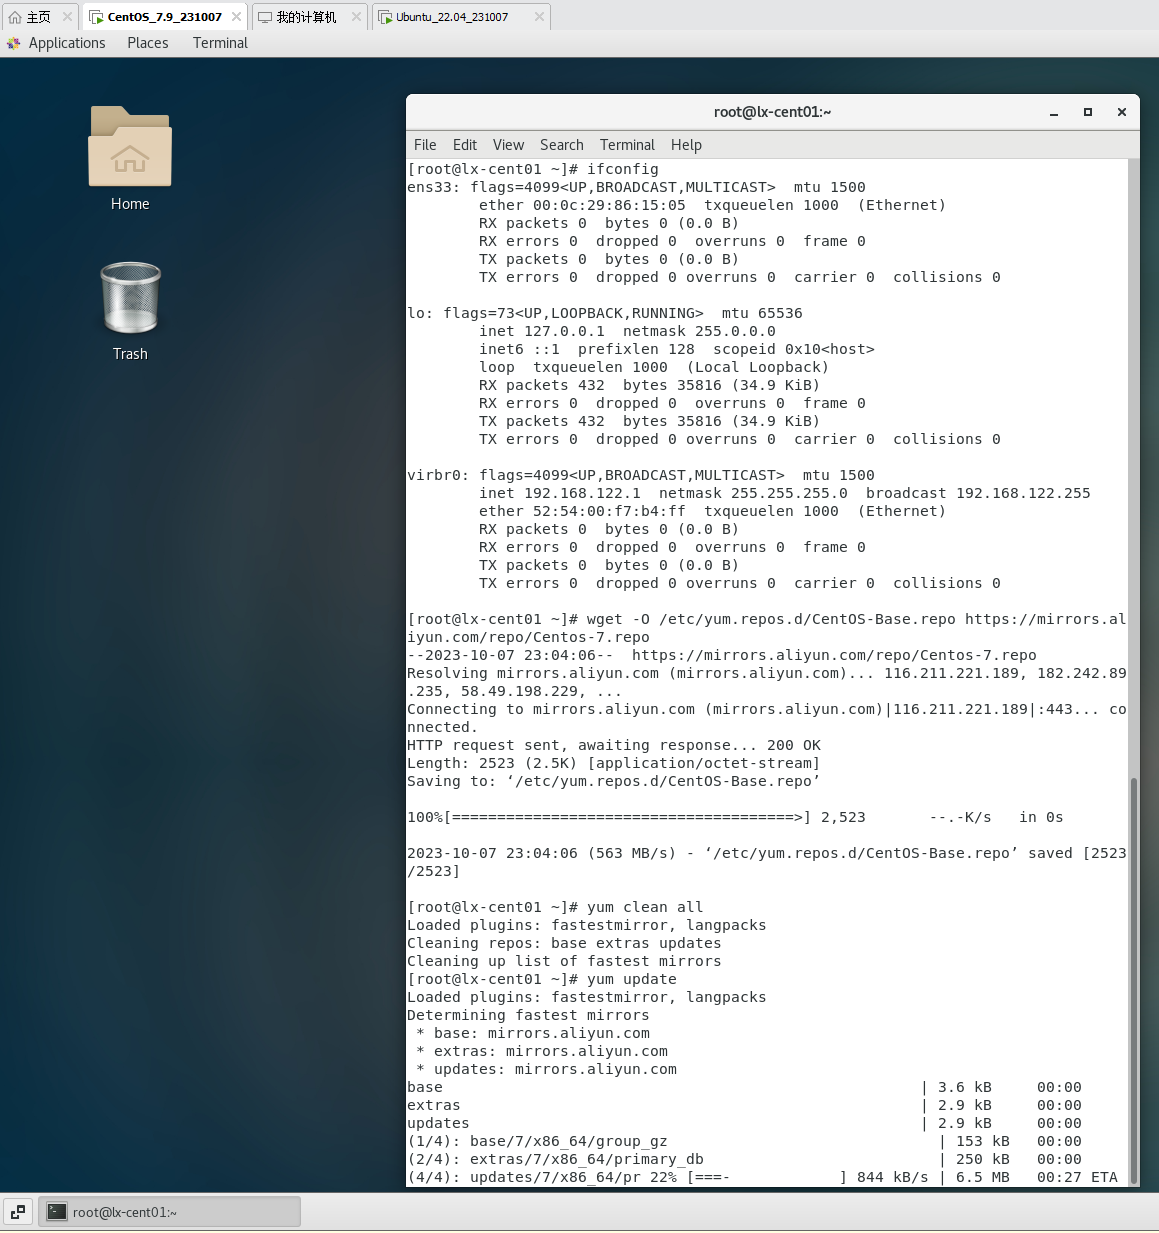 主页 CentOS_7.9_231007 我的计算机 Ubuntu_22.04_231007
Applications Places Terminal
Home
Trash
root@lx-cent01:~
File Edit View Search Terminal Help
[root@lx-cent01 ~]# ifconfig
ens33: flags=4099<UP,BROADCAST,MULTICAST>  mtu 1500
        ether 00:0c:29:86:15:05  txqueuelen 1000  (Ethernet)
        RX packets 0  bytes 0 (0.0 B)
        RX errors 0  dropped 0  overruns 0  frame 0
        TX packets 0  bytes 0 (0.0 B)
        TX errors 0  dropped 0 overruns 0  carrier 0  collisions 0
lo: flags=73<UP,LOOPBACK,RUNNING>  mtu 65536
        inet 127.0.0.1  netmask 255.0.0.0
        inet6 ::1  prefixlen 128  scopeid 0x10<host>
        loop  txqueuelen 1000  (Local Loopback)
        RX packets 432  bytes 35816 (34.9 KiB)
        RX errors 0  dropped 0  overruns 0  frame 0
        TX packets 432  bytes 35816 (34.9 KiB)
        TX errors 0  dropped 0 overruns 0  carrier 0  collisions 0
virbr0: flags=4099<UP,BROADCAST,MULTICAST>  mtu 1500
        inet 192.168.122.1  netmask 255.255.255.0  broadcast 192.168.122.255
        ether 52:54:00:f7:b4:ff  txqueuelen 1000  (Ethernet)
        RX packets 0  bytes 0 (0.0 B)
        RX errors 0  dropped 0  overruns 0  frame 0
        TX packets 0  bytes 0 (0.0 B)
        TX errors 0  dropped 0 overruns 0  carrier 0  collisions 0
[root@lx-cent01 ~]# wget -O /etc/yum.repos.d/CentOS-Base.repo https://mirrors.al
iyun.com/repo/Centos-7.repo
--2023-10-07 23:04:06--  https://mirrors.aliyun.com/repo/Centos-7.repo
Resolving mirrors.aliyun.com (mirrors.aliyun.com)... 116.211.221.189, 182.242.89
.235, 58.49.198.229, ...
Connecting to mirrors.aliyun.com (mirrors.aliyun.com)|116.211.221.189|:443... co
nnected.
HTTP request sent, awaiting response... 200 OK
Length: 2523 (2.5K) [application/octet-stream]
Saving to: ‘/etc/yum.repos.d/CentOS-Base.repo’
100%[======================================>] 2,523       --.-K/s   in 0s
2023-10-07 23:04:06 (563 MB/s) - ‘/etc/yum.repos.d/CentOS-Base.repo’ saved [2523
/2523]
[root@lx-cent01 ~]# yum clean all
Loaded plugins: fastestmirror, langpacks
Cleaning repos: base extras updates
Cleaning up list of fastest mirrors
[root@lx-cent01 ~]# yum update
Loaded plugins: fastestmirror, langpacks
Determining fastest mirrors
 * base: mirrors.aliyun.com
 * extras: mirrors.aliyun.com
 * updates: mirrors.aliyun.com
base | 3.6 kB     00:00
extras | 2.9 kB     00:00
updates | 2.9 kB     00:00
(1/4): base/7/x86_64/group_gz | 153 kB   00:00
(2/4): extras/7/x86_64/primary_db | 250 kB   00:00
(4/4): updates/7/x86_64/pr 22% [===-            ] 844 kB/s | 6.5 MB   00:27 ETA
root@lx-cent01:~